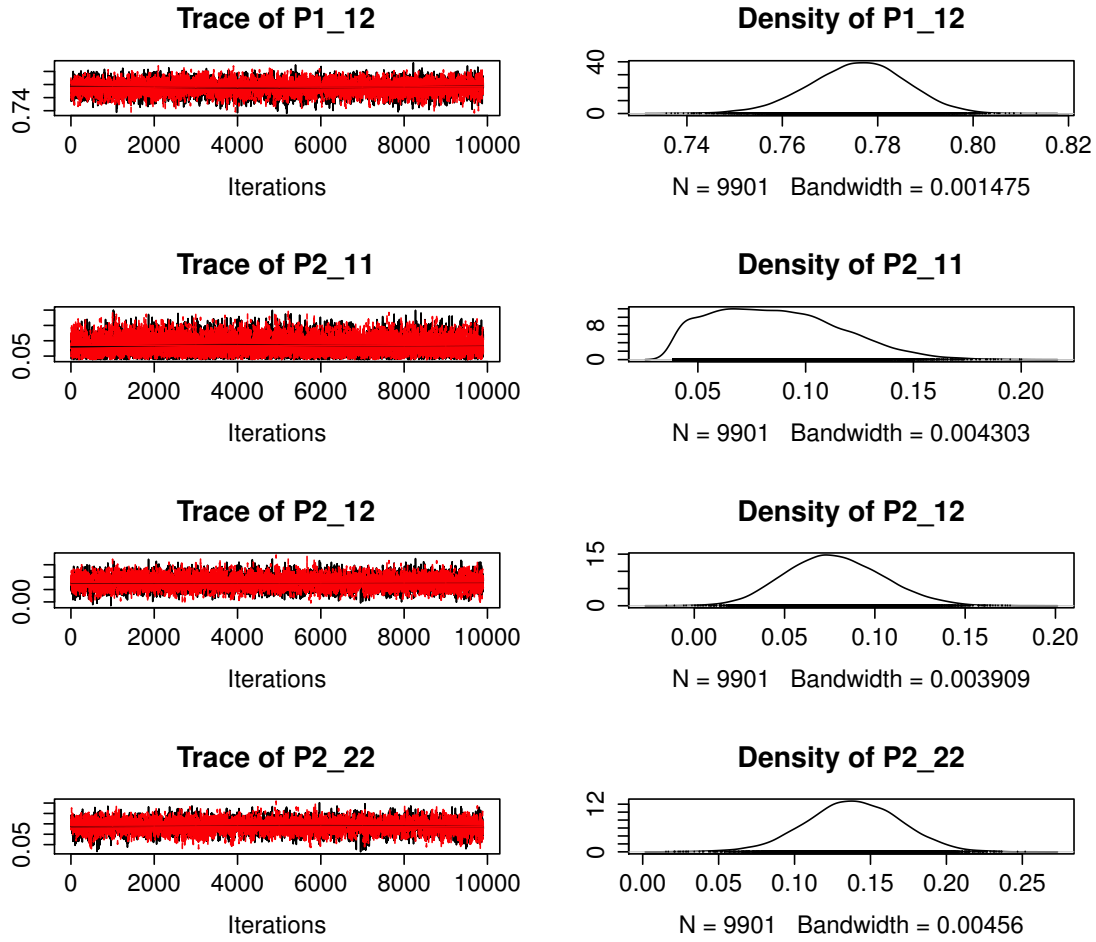 Trace of P1_12
0.74
0 2000 4000 6000 8000 10000
Iterations
Density of P1_12
0 40
0.74 0.76 0.78 0.80 0.82
N = 9901 Bandwidth = 0.001475
Trace of P2_11
0.05
0 2000 4000 6000 8000 10000
Iterations
Density of P2_11
0 8
0.05 0.10 0.15 0.20
N = 9901 Bandwidth = 0.004303
Trace of P2_12
0.00
0 2000 4000 6000 8000 10000
Iterations
Density of P2_12
0 15
0.00 0.05 0.10 0.15 0.20
N = 9901 Bandwidth = 0.003909
Trace of P2_22
0.05
0 2000 4000 6000 8000 10000
Iterations
Density of P2_22
0 12
0.00 0.05 0.10 0.15 0.20 0.25
N = 9901 Bandwidth = 0.00456